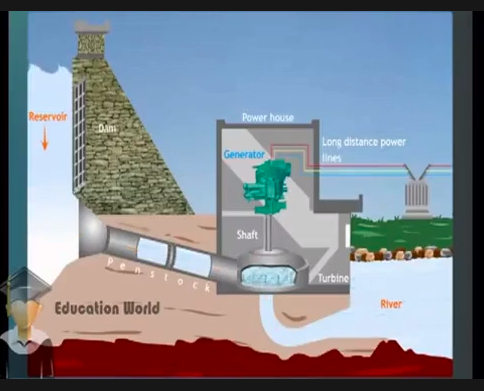 Power house
Reservoir
Dam
Long distance power
lines
Generator
Shaft
Penstock
Turbine
Education World
River